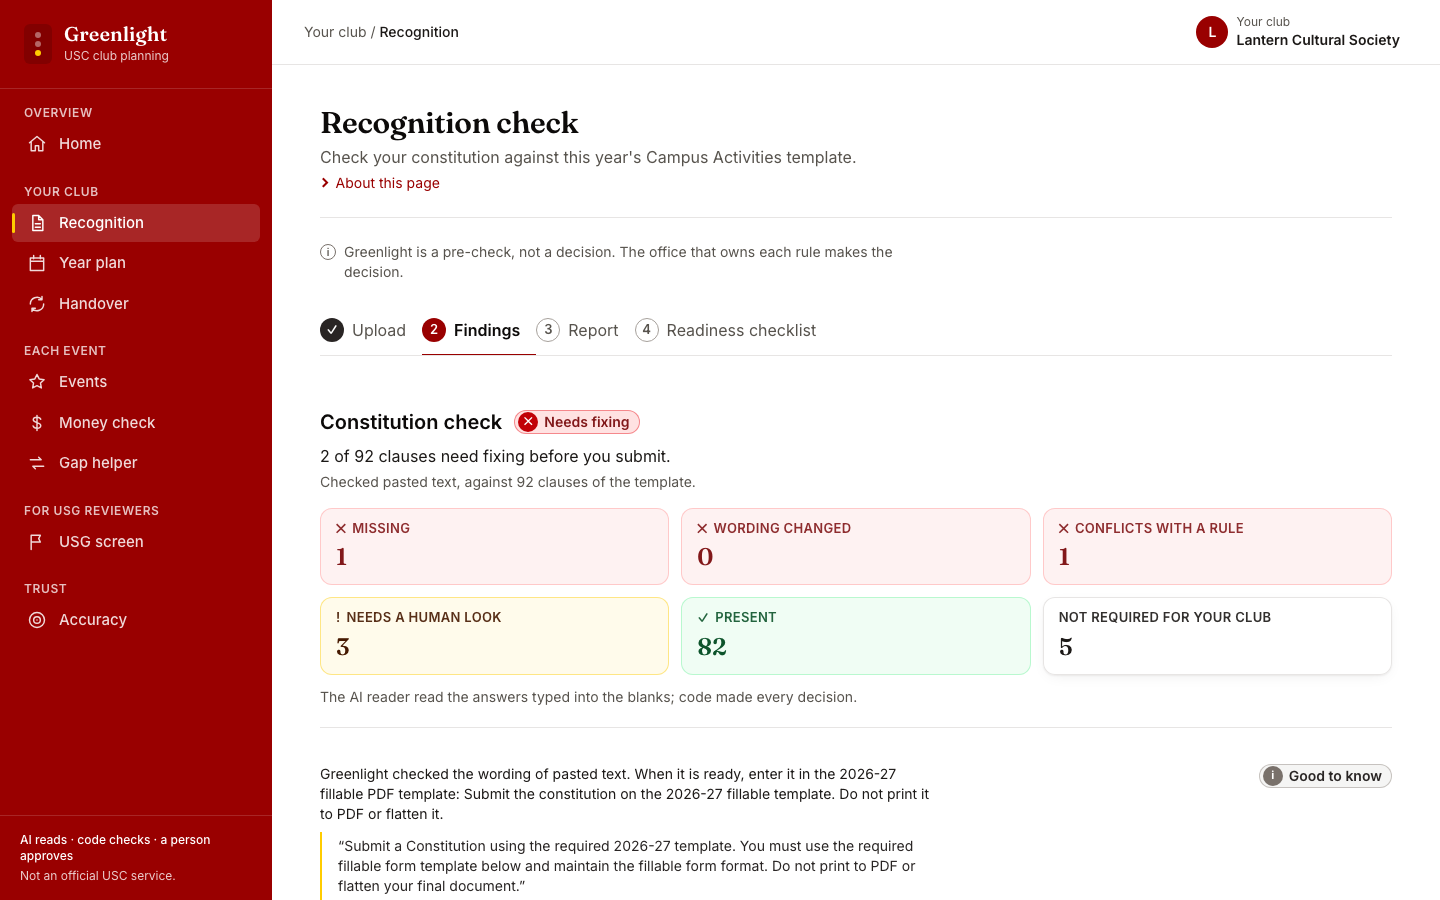 Greenlight
USC club planning
OVERVIEW
Home
YOUR CLUB
Recognition
Year plan
Handover
EACH EVENT
Events
Money check
Gap helper
FOR USG REVIEWERS
USG screen
TRUST
Accuracy
AI reads · code checks · a person
approves
Not an official USC service.
Your club / Recognition
L
Your club
Lantern Cultural Society
Recognition check
Check your constitution against this year's Campus Activities template.
About this page
Greenlight is a pre-check, not a decision. The office that owns each rule makes the
decision.
Upload
2 Findings
3 Report
4 Readiness checklist
Constitution check
Needs fixing
2 of 92 clauses need fixing before you submit.
Checked pasted text, against 92 clauses of the template.
MISSING
1
WORDING CHANGED
0
CONFLICTS WITH A RULE
1
! NEEDS A HUMAN LOOK
3
PRESENT
82
NOT REQUIRED FOR YOUR CLUB
5
The AI reader read the answers typed into the blanks; code made every decision.
Greenlight checked the wording of pasted text. When it is ready, enter it in the 2026-27
fillable PDF template: Submit the constitution on the 2026-27 fillable template. Do not print it
to PDF or flatten it.
Good to know
“Submit a Constitution using the required 2026-27 template. You must use the required
fillable form template below and maintain the fillable form format. Do not print to PDF or
flatten your final document.”